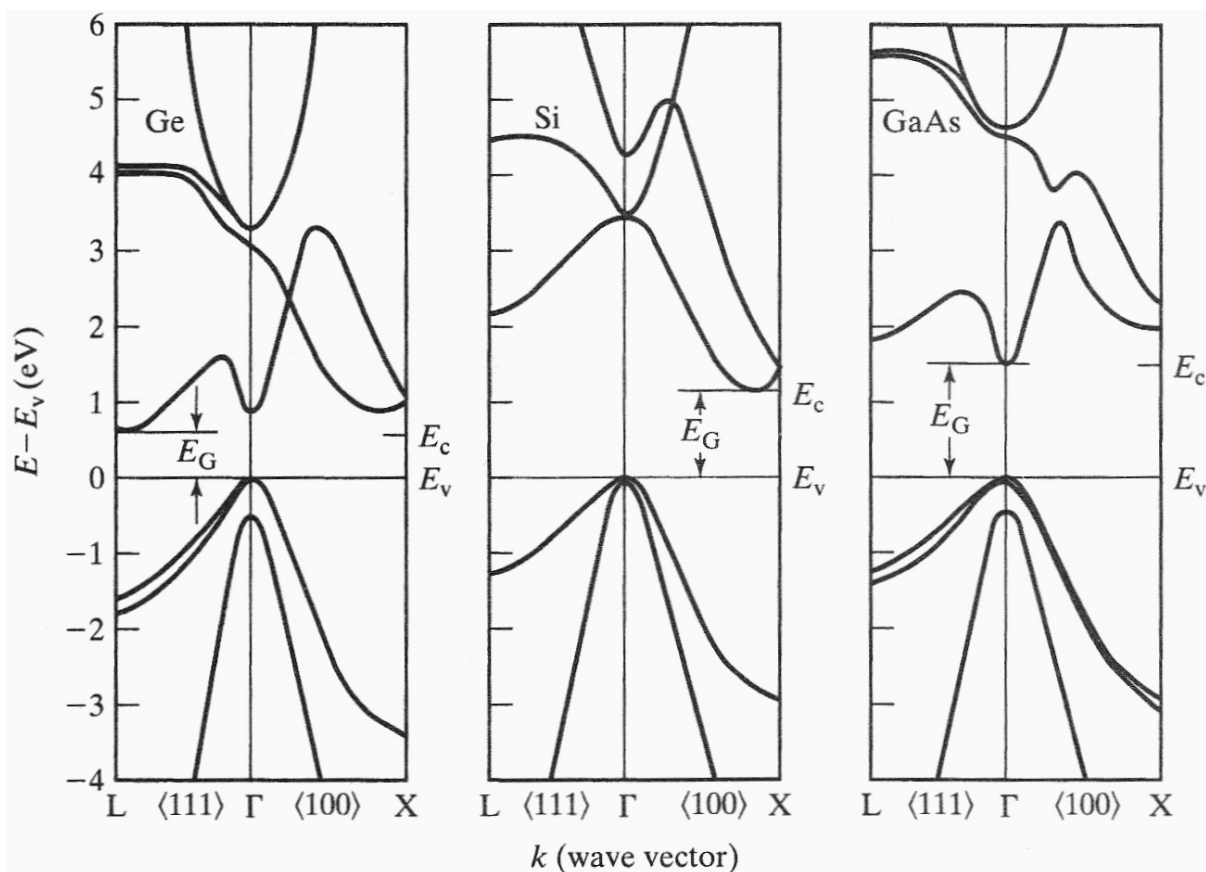 6
5
4
3
2
1
0
−1
−2
−3
−4
E−Ev (eV)
Ge
EG
Ec
Ev
L ⟨111⟩ Γ ⟨100⟩ X
Si
EG
Ec
Ev
L ⟨111⟩ Γ ⟨100⟩ X
GaAs
EG
Ec
Ev
L ⟨111⟩ Γ ⟨100⟩ X
k (wave vector)